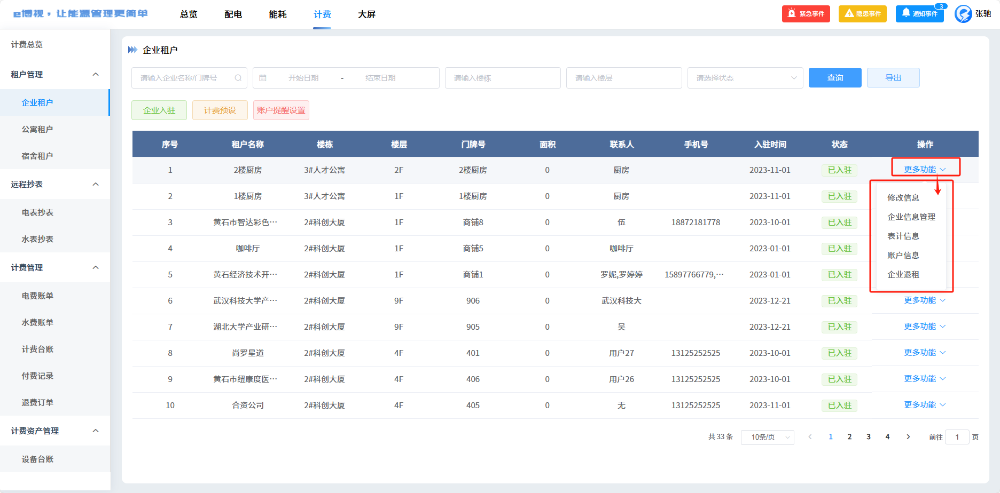 e博视，让能源管理更简单
总览 配电 能耗 计费 大屏
紧急事件 隐患事件 通知事件 3 张驰
计费总览
租户管理
企业租户
公寓租户
宿舍租户
远程抄表
电表抄表
水表抄表
计费管理
电费账单
水费账单
计费台账
付费记录
退费订单
计费资产管理
设备台账
企业租户
请输入企业名称/门牌号 开始日期 - 结束日期 请输入楼栋 请输入楼层 请选择状态 查询 导出
企业入驻 计费预设 账户提醒设置
序号 租户名称 楼栋 楼层 门牌号 面积 联系人 手机号 入驻时间 状态 操作
1 2楼厨房 3#人才公寓 2F 2楼厨房 0 厨房 2023-11-01 已入驻 更多功能
2 1楼厨房 3#人才公寓 1F 1楼厨房 0 厨房 2023-11-01 已入驻
3 黄石市智达彩色… 2#科创大厦 1F 商铺8 0 伍 18872181778 2023-10-01 已入驻
4 咖啡厅 2#科创大厦 1F 商铺5 0 咖啡厅 2023-01-01 已入驻
5 黄石经济技术开… 2#科创大厦 1F 商铺1 0 罗妮,罗婷婷 15897766779,… 2023-01-01 已入驻
6 武汉科技大学产… 2#科创大厦 9F 906 0 武汉科技大 2023-12-21 已入驻 更多功能
7 湖北大学产业研… 2#科创大厦 9F 905 0 吴 2023-12-21 已入驻 更多功能
8 尚罗星道 2#科创大厦 4F 401 0 用户27 13125252525 2023-10-01 已入驻 更多功能
9 黄石市纽康度医… 2#科创大厦 4F 406 0 用户26 13125252525 2023-10-01 已入驻 更多功能
10 合资公司 2#科创大厦 4F 405 0 无 13125252525 2023-11-01 已入驻 更多功能
修改信息
企业信息管理
表计信息
账户信息
企业退租
共 33 条 10条/页 1 2 3 4 前往 1 页